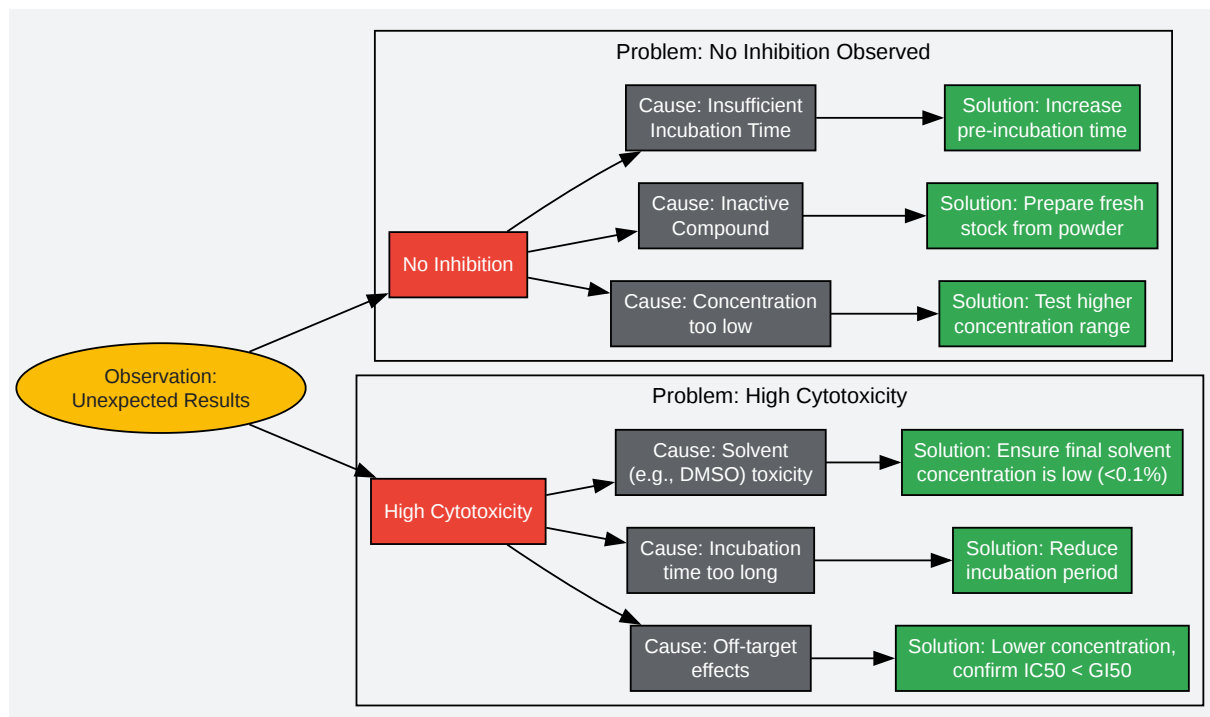 Observation:
Unexpected Results
Problem: No Inhibition Observed
No Inhibition
Cause: Insufficient
Incubation Time
Solution: Increase
pre-incubation time
Cause: Inactive
Compound
Solution: Prepare fresh
stock from powder
Cause: Concentration
too low
Solution: Test higher
concentration range
Problem: High Cytotoxicity
High Cytotoxicity
Cause: Solvent
(e.g., DMSO) toxicity
Solution: Ensure final solvent
concentration is low (<0.1%)
Cause: Incubation
time too long
Solution: Reduce
incubation period
Cause: Off-target
effects
Solution: Lower concentration,
confirm IC50 < GI50